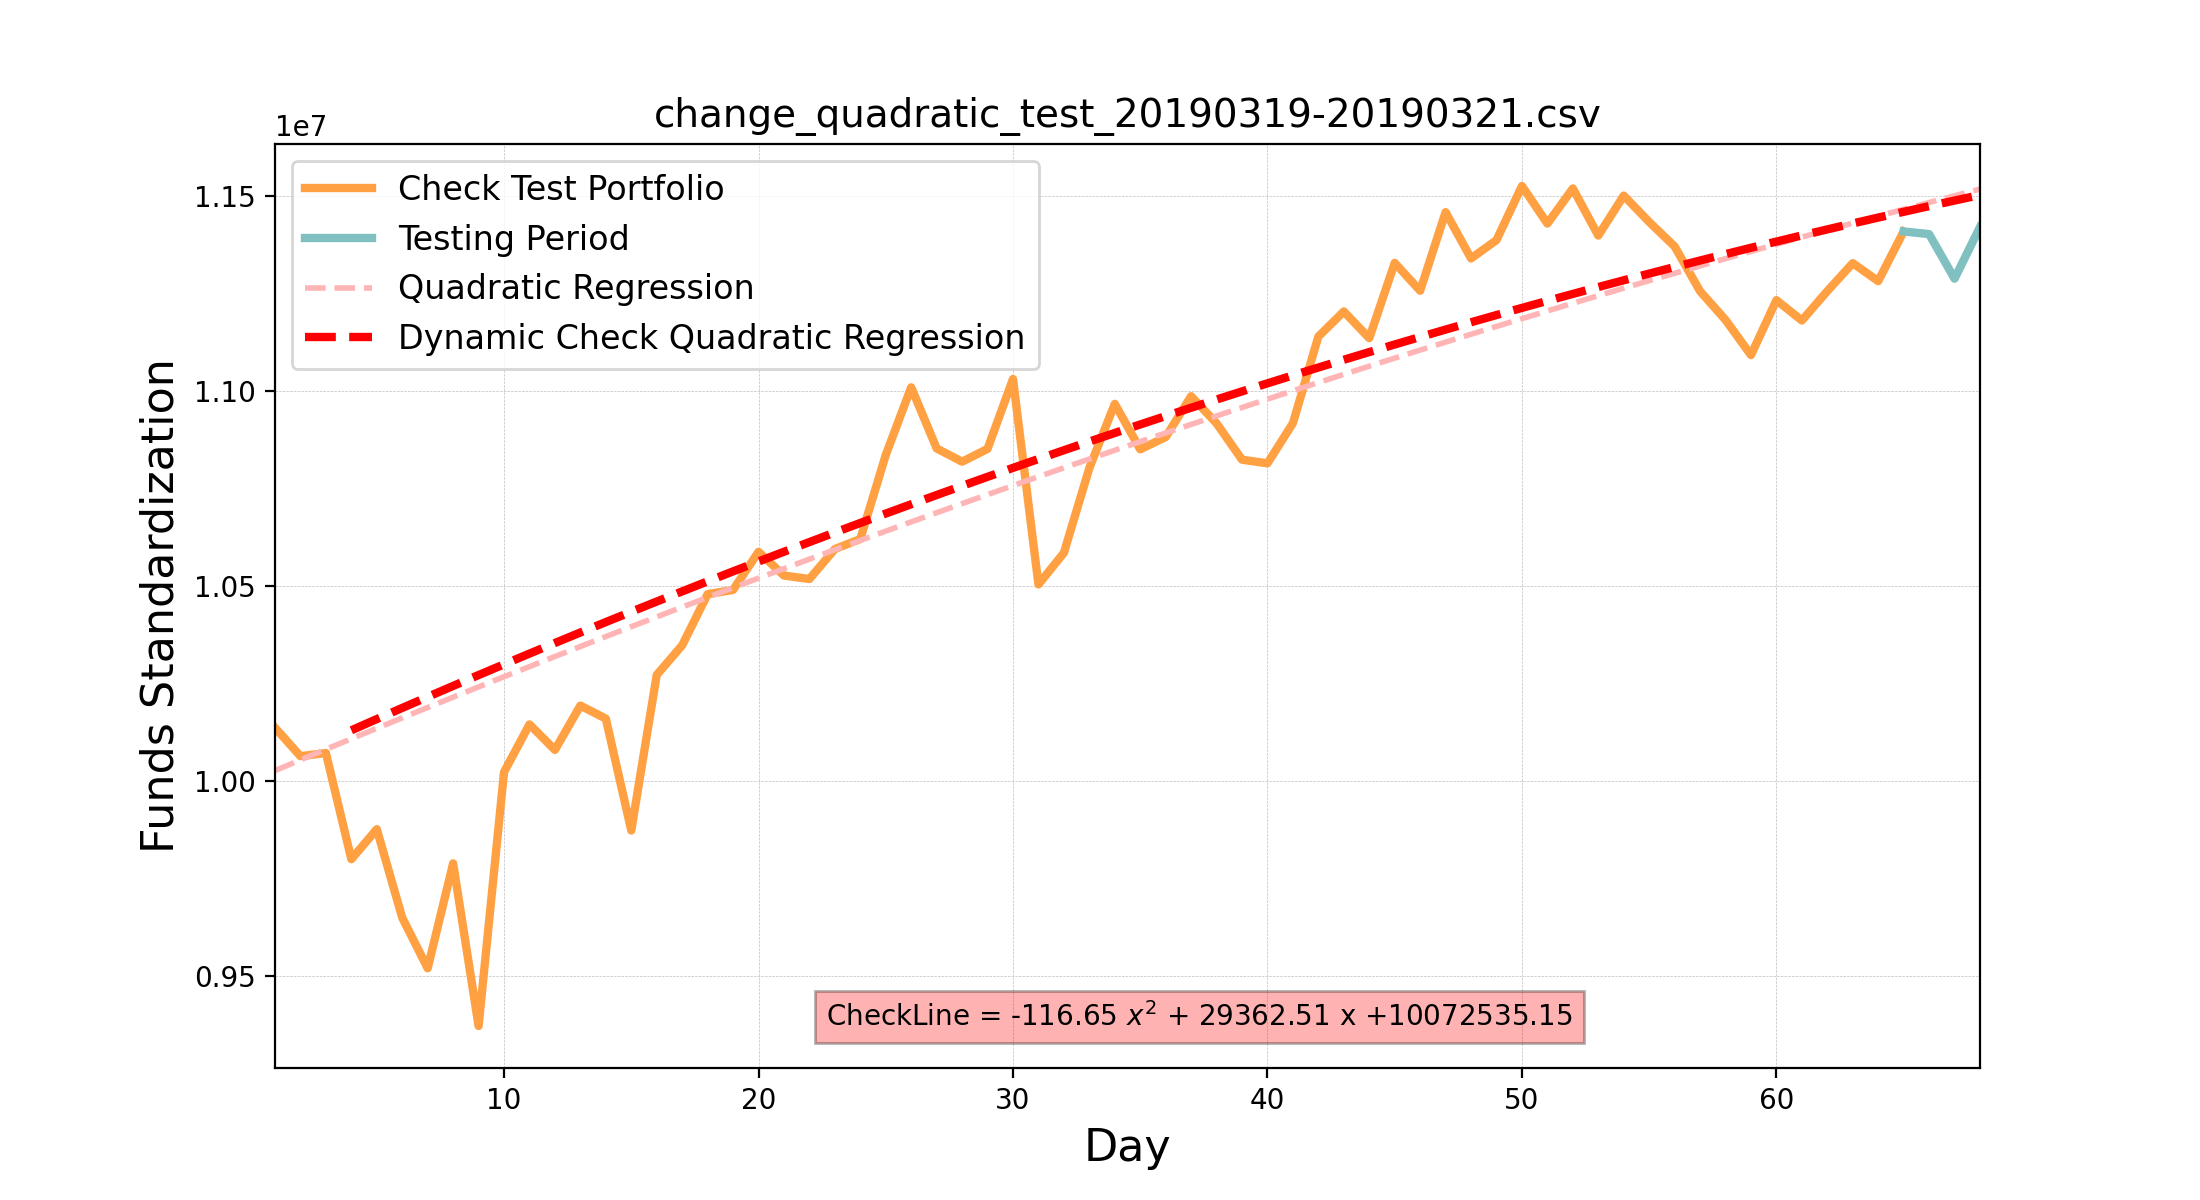 change_quadratic_test_20190319-20190321.csv
1e7
Check Test Portfolio
Testing Period
Quadratic Regression
Dynamic Check Quadratic Regression
1.15
1.10
1.05
1.00
0.95
Funds Standardization
CheckLine = -116.65 x² + 29362.51 x +10072535.15
10 20 30 40 50 60
Day